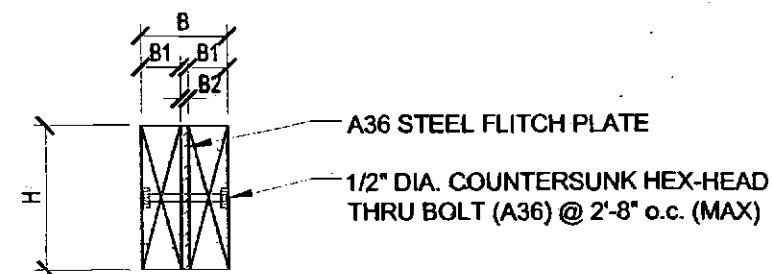 B
B1 B1
B2
A36 STEEL FLITCH PLATE
H
1/2" DIA. COUNTERSUNK HEX-HEAD
THRU BOLT (A36) @ 2'-8" o.c. (MAX)